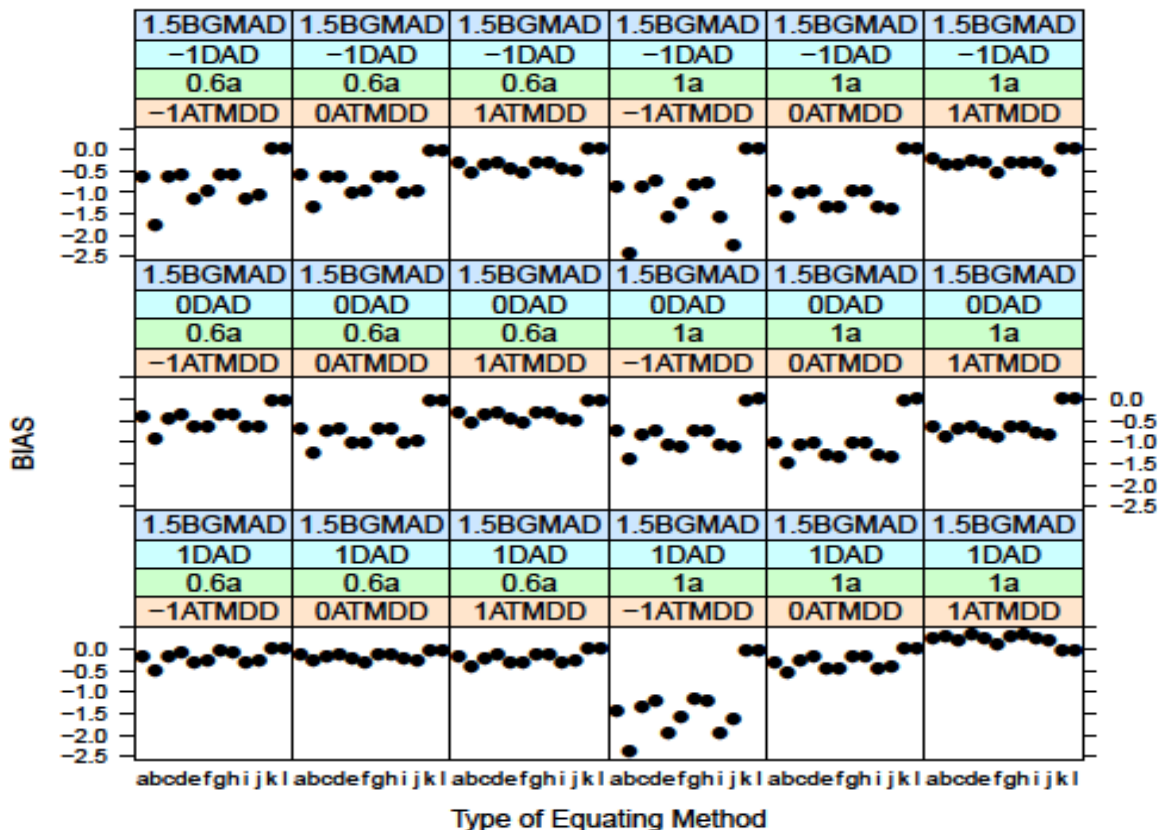 1.5BGMAD 1.5BGMAD 1.5BGMAD 1.5BGMAD 1.5BGMAD 1.5BGMAD
−1DAD −1DAD −1DAD −1DAD −1DAD −1DAD
0.6a 0.6a 0.6a 1a 1a 1a
−1ATMDD 0ATMDD 1ATMDD −1ATMDD 0ATMDD 1ATMDD
0.0
−0.5
−1.0
−1.5
−2.0
−2.5
1.5BGMAD 1.5BGMAD 1.5BGMAD 1.5BGMAD 1.5BGMAD 1.5BGMAD
0DAD 0DAD 0DAD 0DAD 0DAD 0DAD
0.6a 0.6a 0.6a 1a 1a 1a
−1ATMDD 0ATMDD 1ATMDD −1ATMDD 0ATMDD 1ATMDD
0.0
−0.5
−1.0
−1.5
−2.0
−2.5
BIAS
1.5BGMAD 1.5BGMAD 1.5BGMAD 1.5BGMAD 1.5BGMAD 1.5BGMAD
1DAD 1DAD 1DAD 1DAD 1DAD 1DAD
0.6a 0.6a 0.6a 1a 1a 1a
−1ATMDD 0ATMDD 1ATMDD −1ATMDD 0ATMDD 1ATMDD
0.0
−0.5
−1.0
−1.5
−2.0
−2.5
abcdefghijkl abcdefghijkl abcdefghijkl abcdefghijkl abcdefghijkl abcdefghijkl
Type of Equating Method